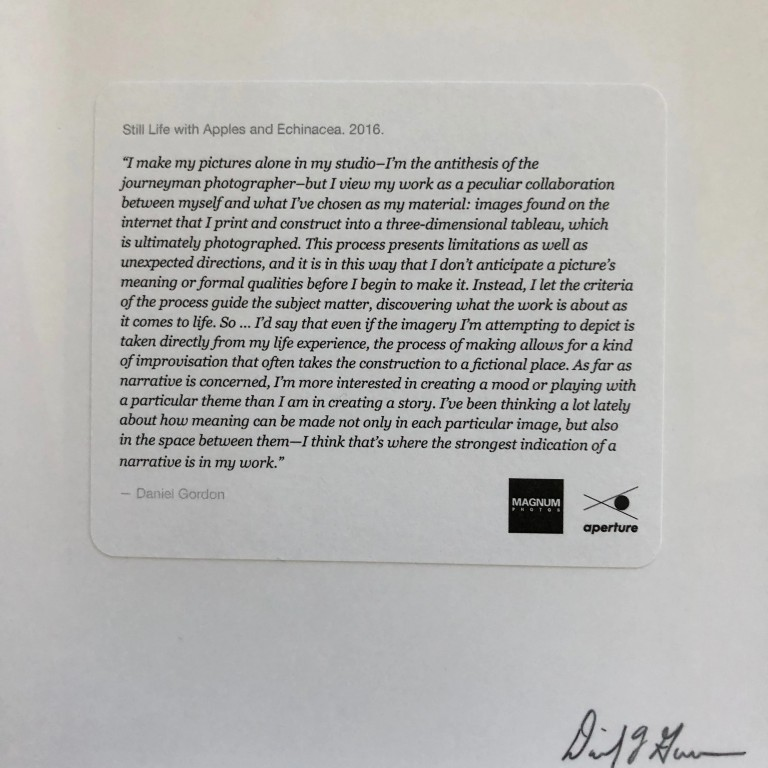 Still Life with Apples and Echinacea. 2016.
“I make my pictures alone in my studio–I’m the antithesis of the
journeyman photographer–but I view my work as a peculiar collaboration
between myself and what I’ve chosen as my material: images found on the
internet that I print and construct into a three-dimensional tableau, which
is ultimately photographed. This process presents limitations as well as
unexpected directions, and it is in this way that I don’t anticipate a picture’s
meaning or formal qualities before I begin to make it. Instead, I let the criteria
of the process guide the subject matter, discovering what the work is about as
it comes to life. So ... I’d say that even if the imagery I’m attempting to depict is
taken directly from my life experience, the process of making allows for a kind
of improvisation that often takes the construction to a fictional place. As far as
narrative is concerned, I’m more interested in creating a mood or playing with
a particular theme than I am in creating a story. I’ve been thinking a lot lately
about how meaning can be made not only in each particular image, but also
in the space between them—I think that’s where the strongest indication of a
narrative is in my work.”
– Daniel Gordon
MAGNUM
PHOTOS
aperture